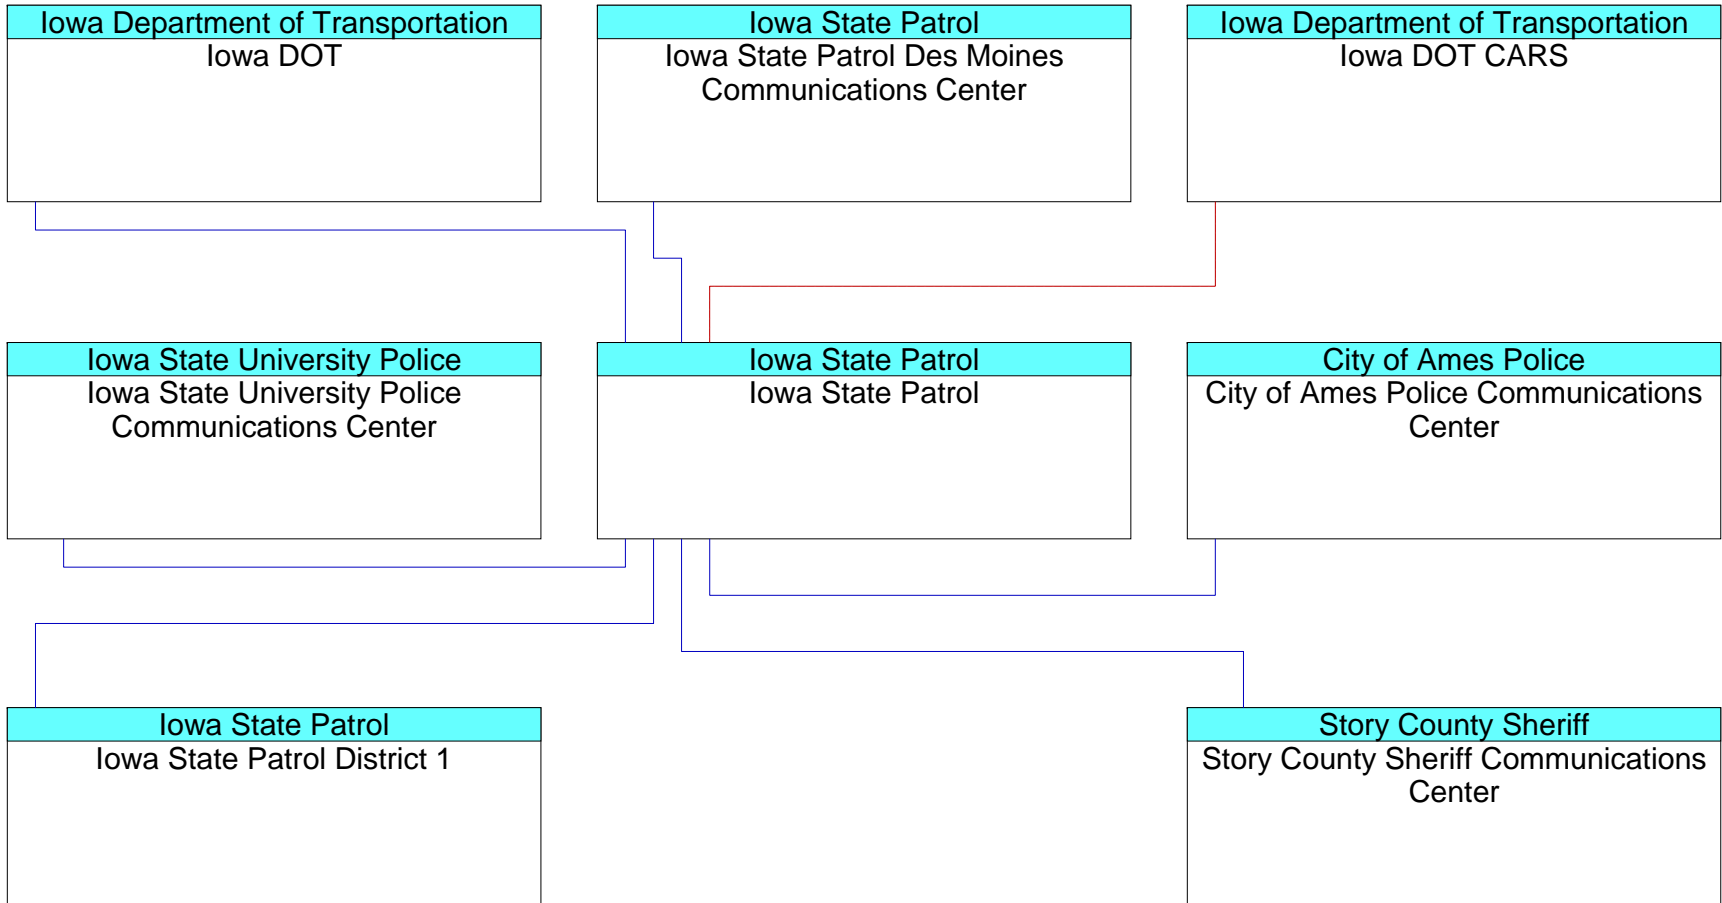 Iowa Department of Transportation
Iowa DOT
Iowa State Patrol
Iowa State Patrol Des Moines
Communications Center
Iowa Department of Transportation
Iowa DOT CARS
Iowa State University Police
Iowa State University Police
Communications Center
Iowa State Patrol
Iowa State Patrol
City of Ames Police
City of Ames Police Communications
Center
Iowa State Patrol
Iowa State Patrol District 1
Story County Sheriff
Story County Sheriff Communications
Center